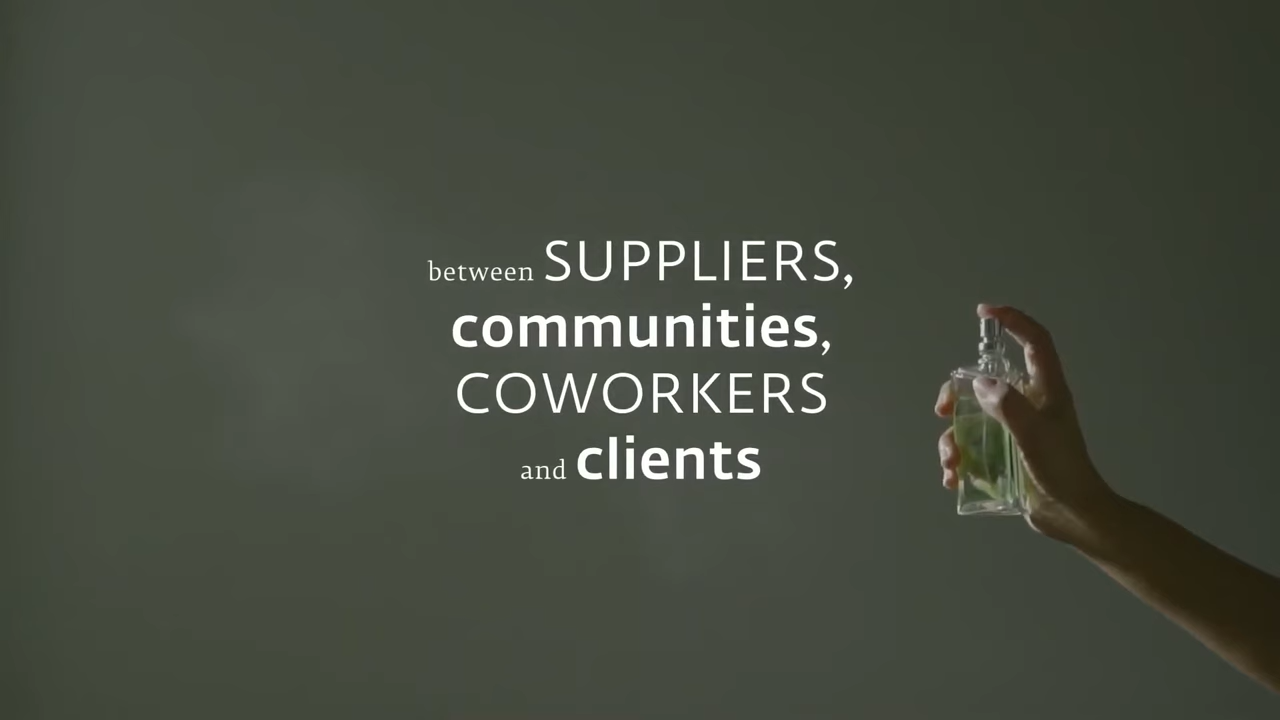 between SUPPLIERS,
communities,
COWORKERS
and clients